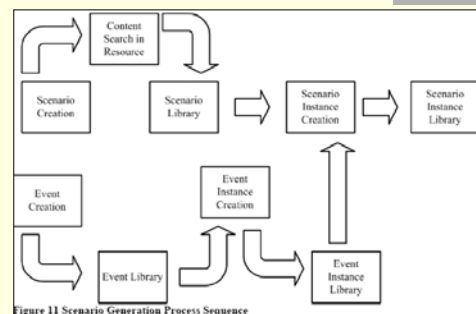 Content
Search in
Resource
Scenario
Creation
Scenario
Library
Scenario
Instance
Creation
Scenario
Instance
Library
Event
Creation
Event
Instance
Creation
Event Library
Event
Instance
Library
Figure 11 Scenario Generation Process Sequence